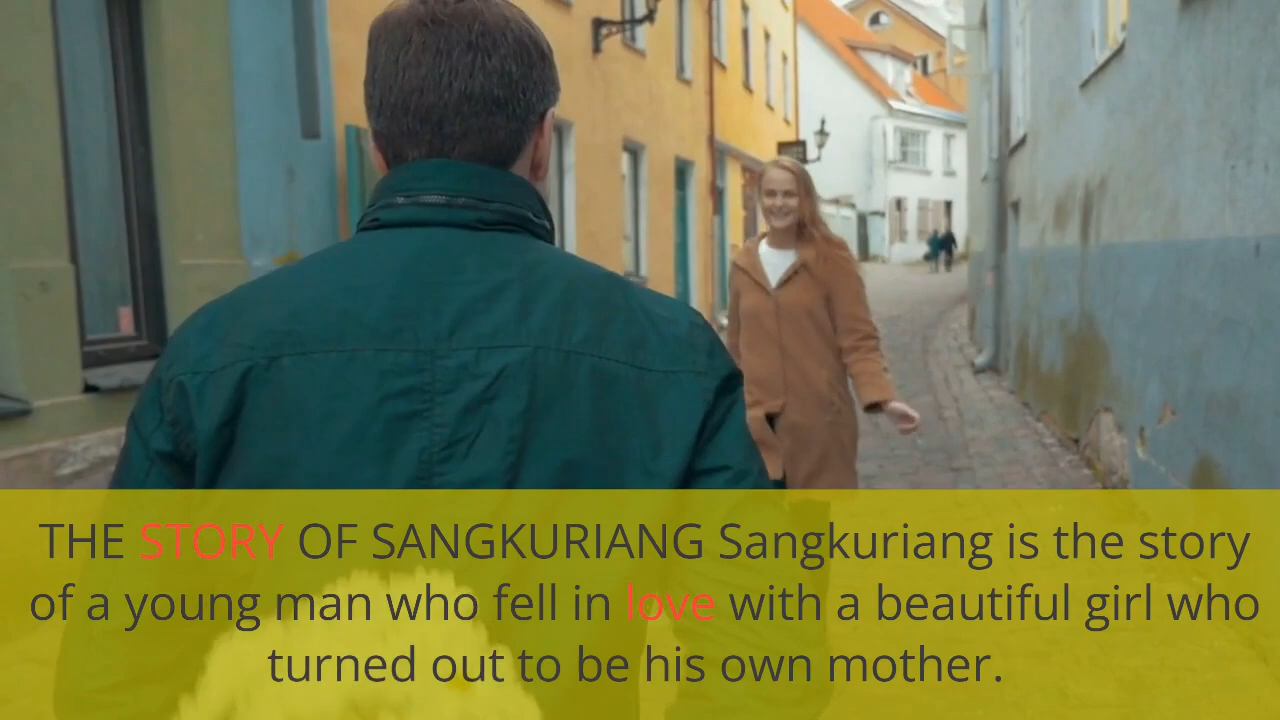 THE STORY OF SANGKURIANG Sangkuriang is the story
of a young man who fell in love with a beautiful girl who
turned out to be his own mother.